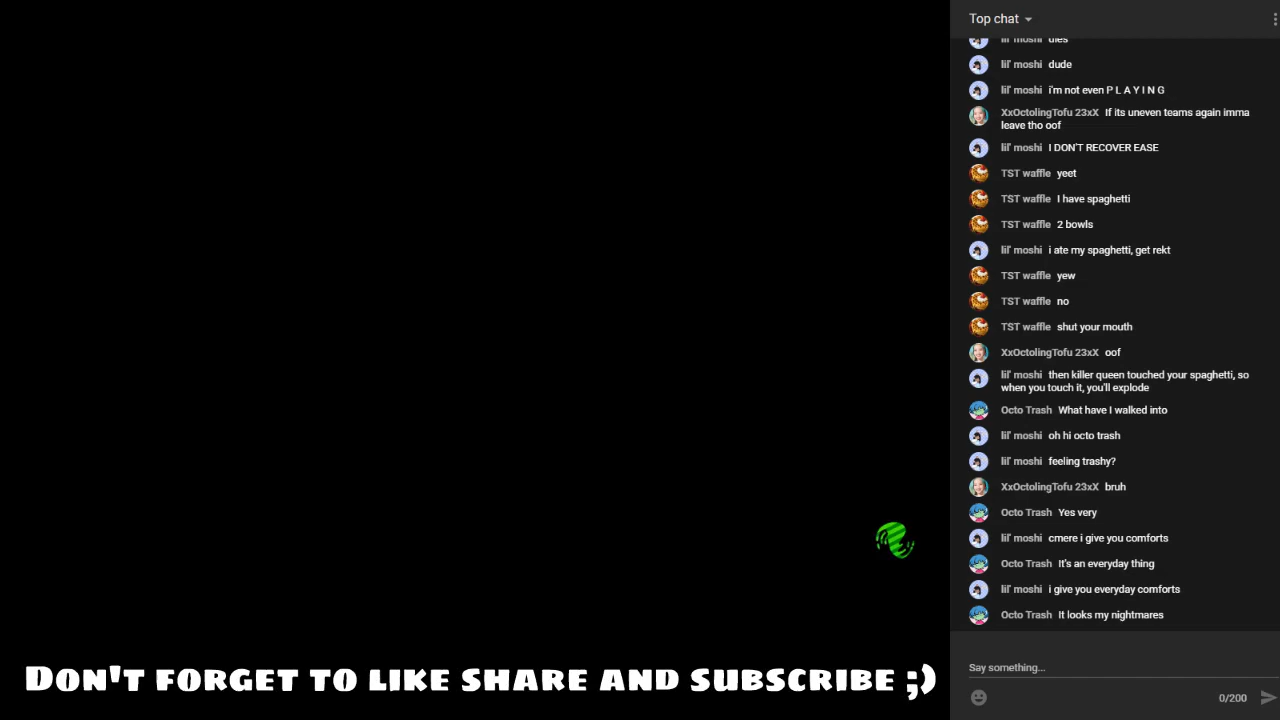 Top chat
lil' moshi dies
lil' moshi dude
lil' moshi i'm not even P L A Y I N G
XxOctolingTofu 23xX If its uneven teams again imma
leave tho oof
lil' moshi I DON'T RECOVER EASE
TST waffle yeet
TST waffle I have spaghetti
TST waffle 2 bowls
lil' moshi i ate my spaghetti, get rekt
TST waffle yew
TST waffle no
TST waffle shut your mouth
XxOctolingTofu 23xX oof
lil' moshi then killer queen touched your spaghetti, so
when you touch it, you'll explode
Octo Trash What have I walked into
lil' moshi oh hi octo trash
lil' moshi feeling trashy?
XxOctolingTofu 23xX bruh
Octo Trash Yes very
lil' moshi cmere i give you comforts
Octo Trash It's an everyday thing
lil' moshi i give you everyday comforts
Octo Trash It looks my nightmares
Say something...
0/200
Don't forget to like share and subscribe ;)